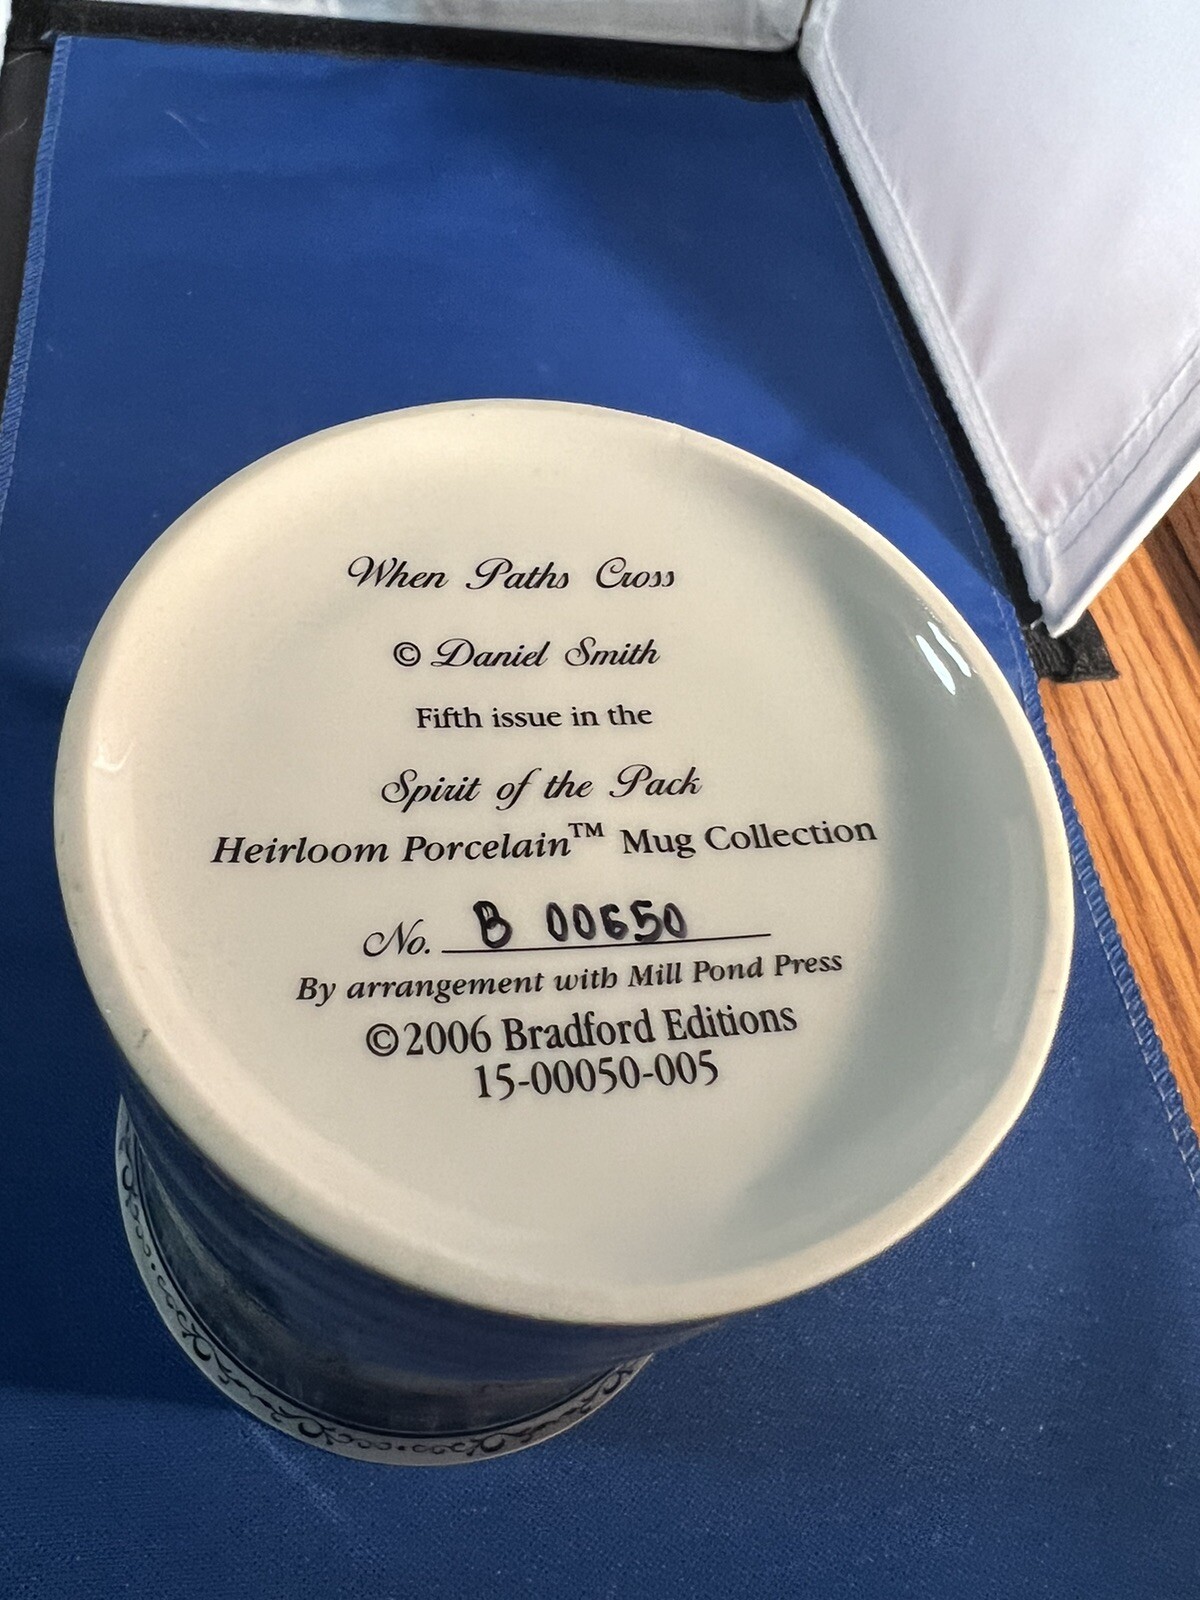 When Paths Cross
© Daniel Smith
Fifth issue in the
Spirit of the Pack
Heirloom Porcelain™ Mug Collection
No. B 00650
By arrangement with Mill Pond Press
©2006 Bradford Editions
15-00050-005